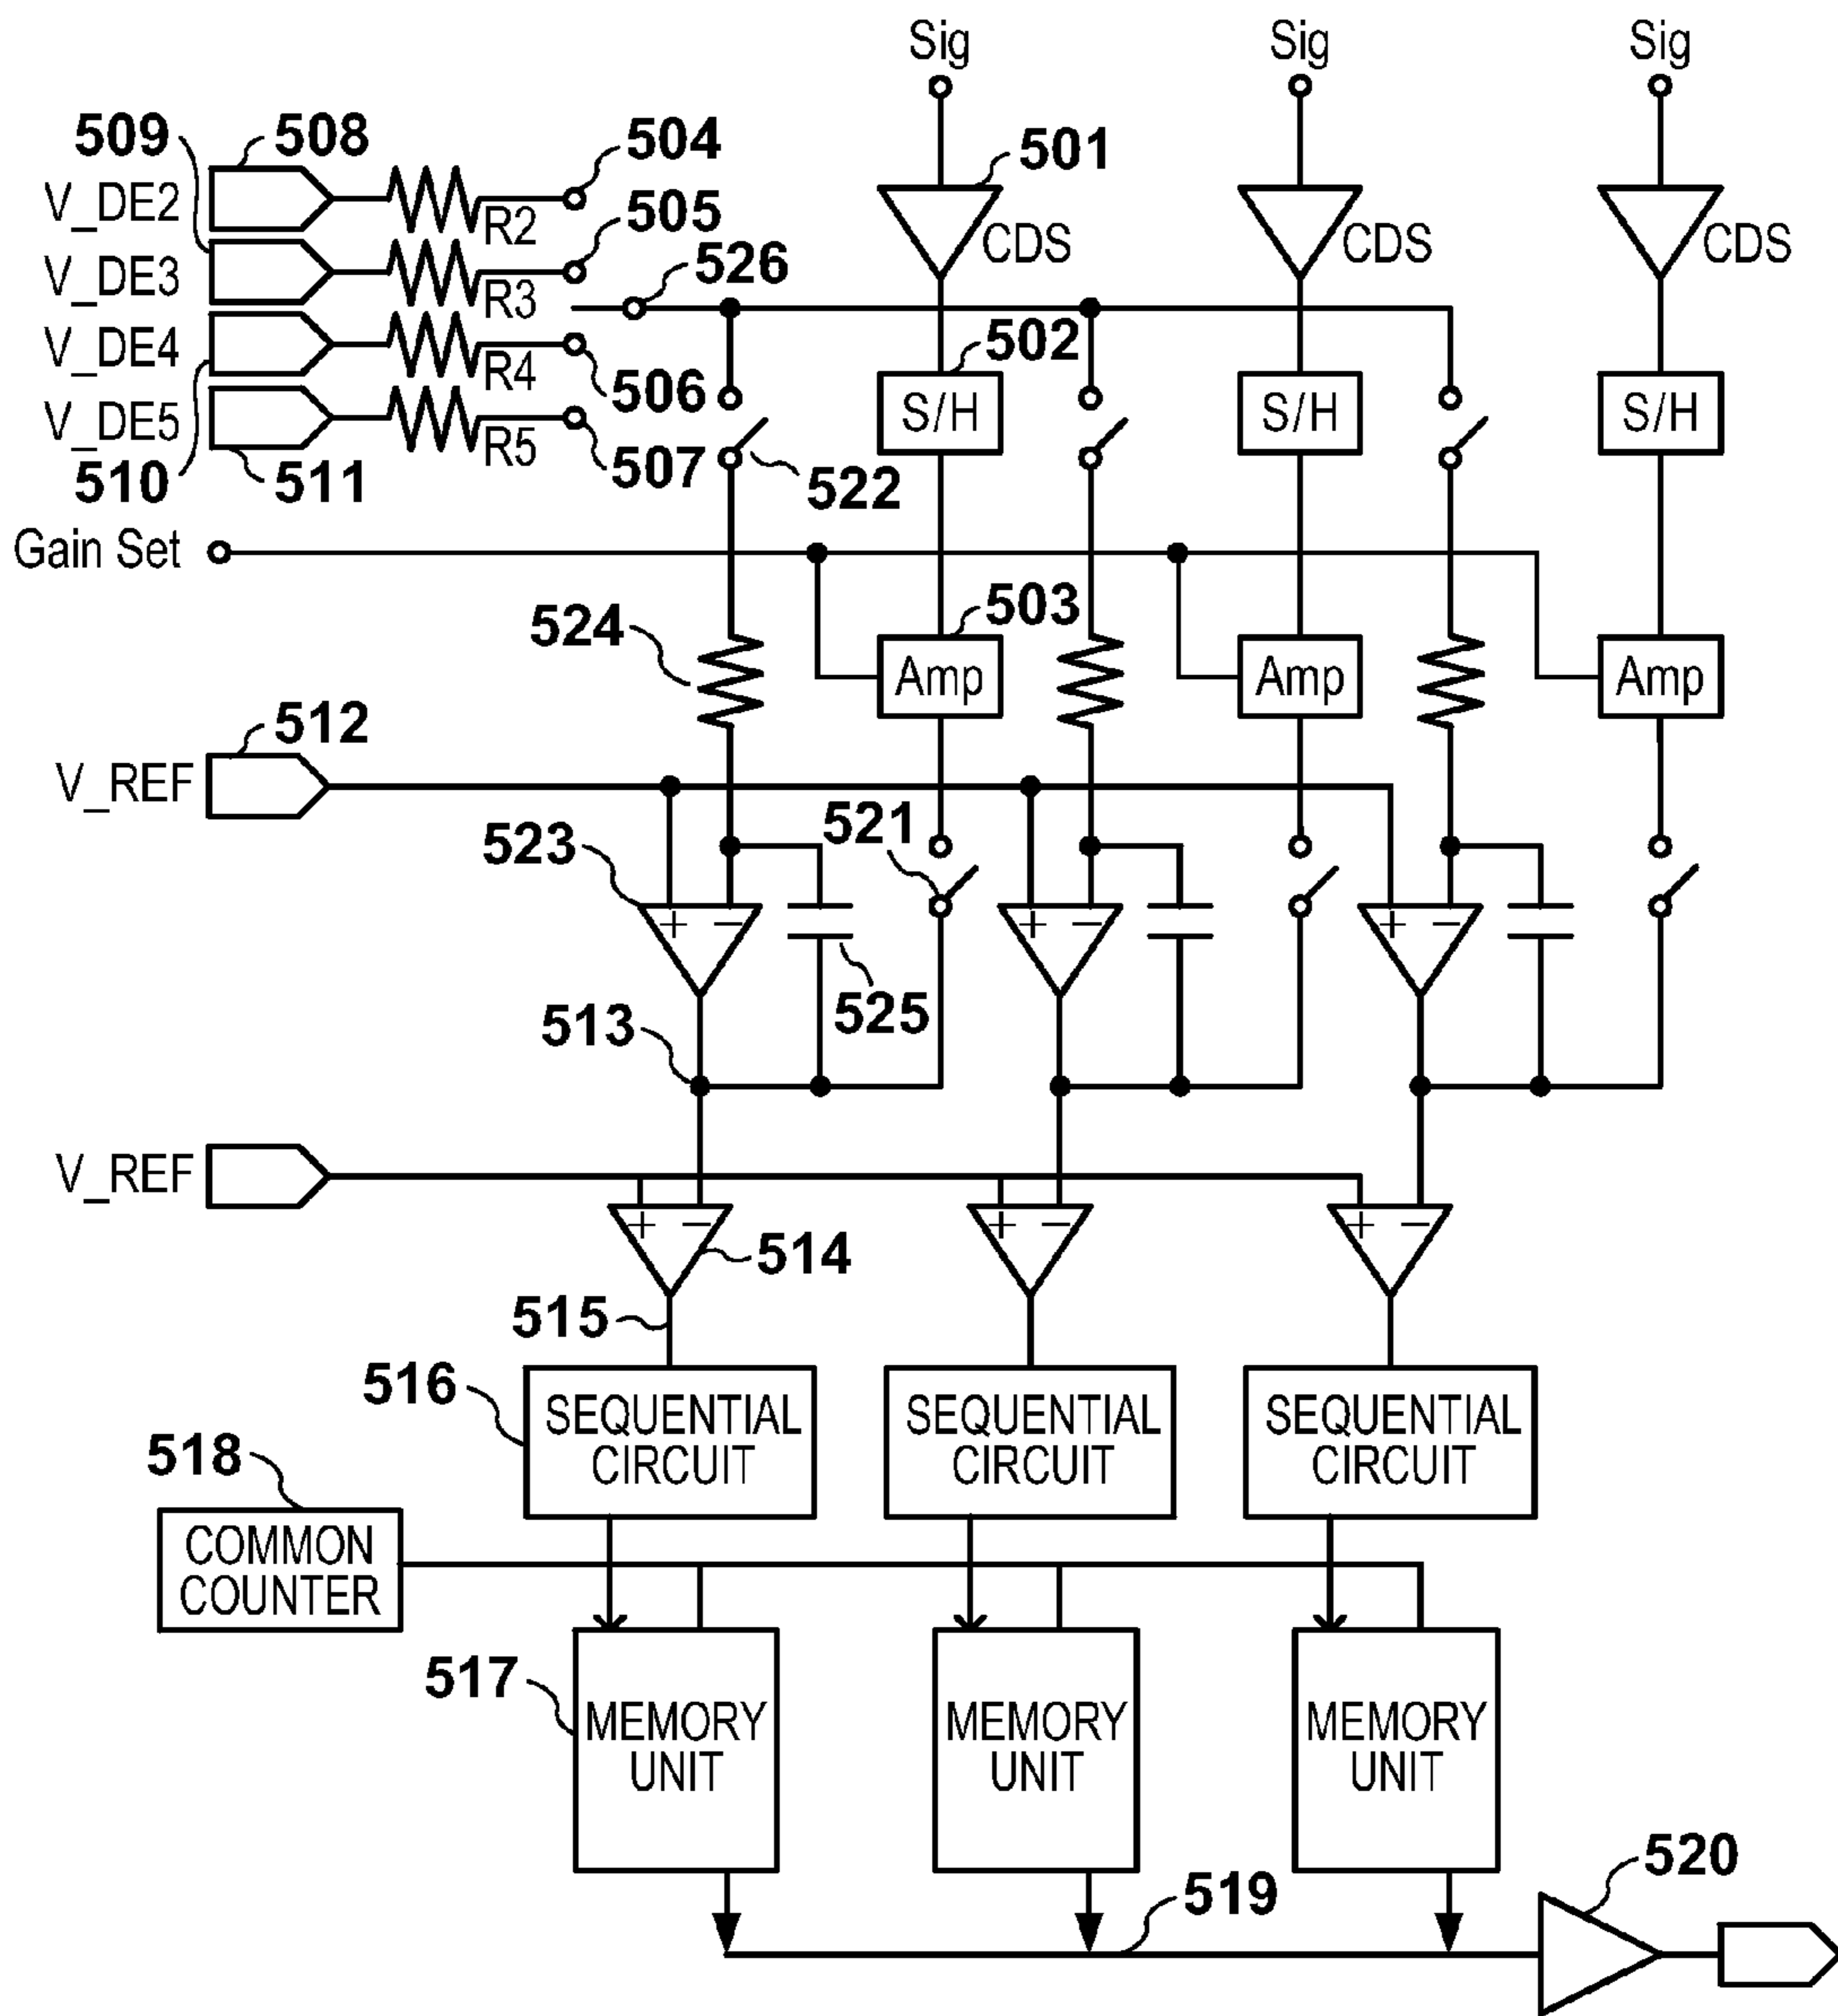 Sig Sig Sig
509 508 504 501
V_DE2 R2 505 CDS CDS CDS
V_DE3 R3 526
V_DE4 R4 506 502
S/H S/H S/H
V_DE5 R5 507
510 511 522
Gain Set
524 503
Amp Amp Amp
512
V_REF
523 521
+ − + − + −
525
513
V_REF
+ − + − + −
514
515
516
SEQUENTIAL CIRCUIT
SEQUENTIAL CIRCUIT
SEQUENTIAL CIRCUIT
518
COMMON COUNTER
517
MEMORY UNIT
MEMORY UNIT
MEMORY UNIT
519 520